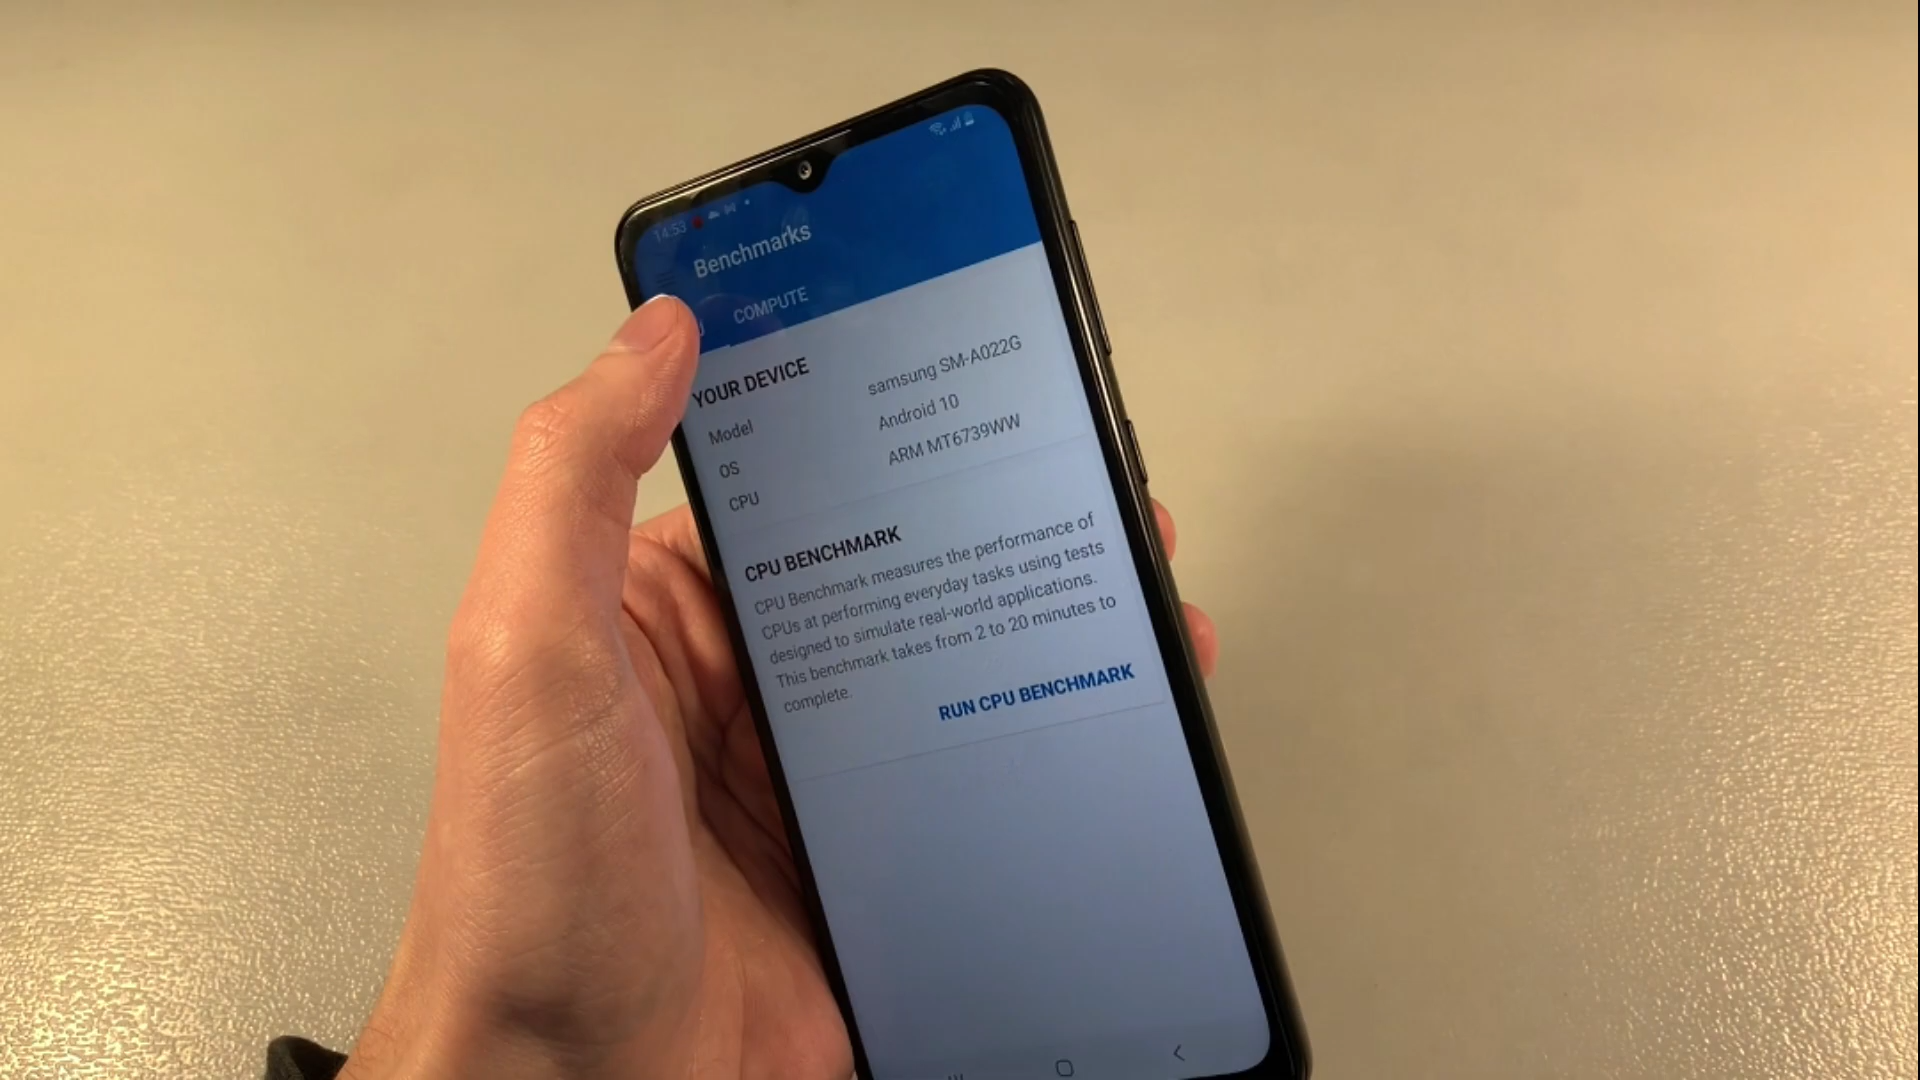 14:53
Benchmarks
COMPUTE
YOUR DEVICE
Model samsung SM-A022G
OS Android 10
CPU ARM MT6739WW
CPU BENCHMARK
CPU Benchmark measures the performance of
CPUs at performing everyday tasks using tests
designed to simulate real-world applications.
This benchmark takes from 2 to 20 minutes to
complete.
RUN CPU BENCHMARK